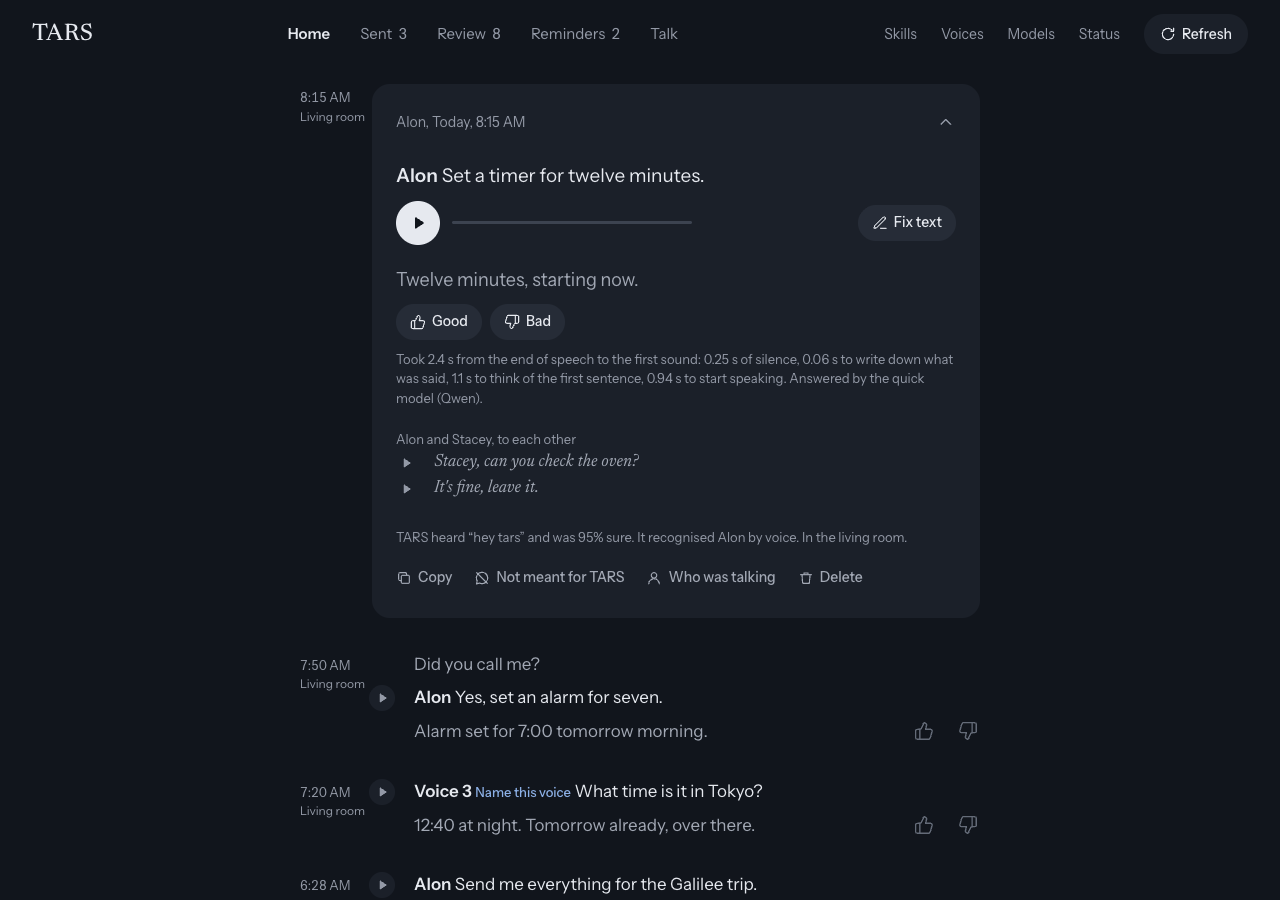 TARS
Home
Sent 3
Review 8
Reminders 2
Talk
Skills
Voices
Models
Status
Refresh
8:15 AM
Living room
Alon, Today, 8:15 AM
Alon Set a timer for twelve minutes.
Fix text
Twelve minutes, starting now.
Good
Bad
Took 2.4 s from the end of speech to the first sound: 0.25 s of silence, 0.06 s to write down what
was said, 1.1 s to think of the first sentence, 0.94 s to start speaking. Answered by the quick
model (Qwen).
Alon and Stacey, to each other
Stacey, can you check the oven?
It's fine, leave it.
TARS heard “hey tars” and was 95% sure. It recognised Alon by voice. In the living room.
Copy
Not meant for TARS
Who was talking
Delete
7:50 AM
Living room
Did you call me?
Alon Yes, set an alarm for seven.
Alarm set for 7:00 tomorrow morning.
7:20 AM
Living room
Voice 3 Name this voice What time is it in Tokyo?
12:40 at night. Tomorrow already, over there.
6:28 AM
Alon Send me everything for the Galilee trip.